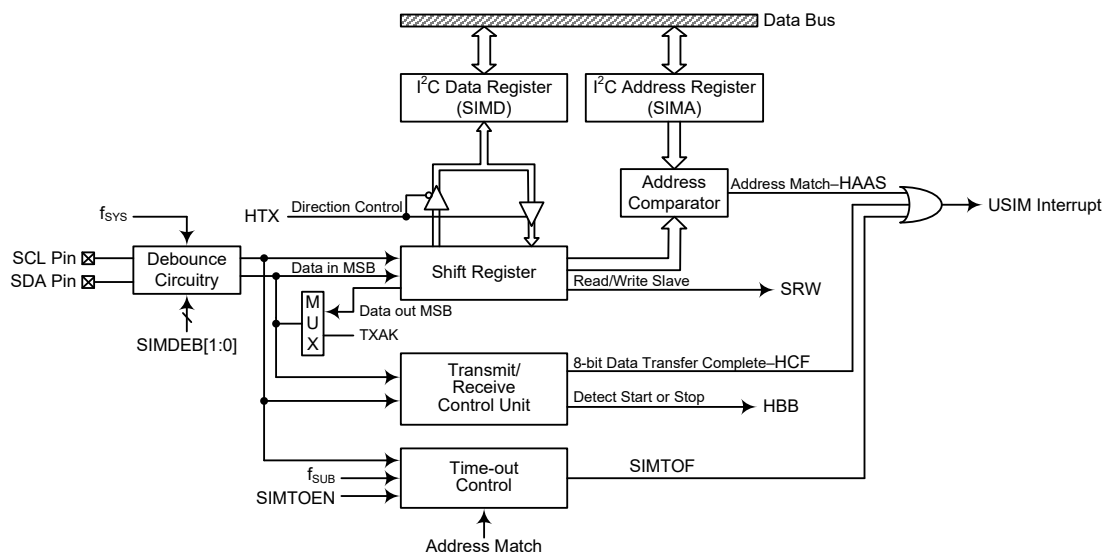 Data Bus
I²C Data Register
(SIMD)
I²C Address Register
(SIMA)
Address
Comparator
Address Match–HAAS
USIM Interrupt
HTX
Direction Control
fSYS
SCL Pin
SDA Pin
Debounce
Circuitry
SIMDEB[1:0]
Data in MSB
Shift Register
Read/Write Slave
SRW
MUX
Data out MSB
TXAK
Transmit/
Receive
Control Unit
8-bit Data Transfer Complete–HCF
Detect Start or Stop
HBB
fSUB
SIMTOEN
Time-out
Control
SIMTOF
Address Match